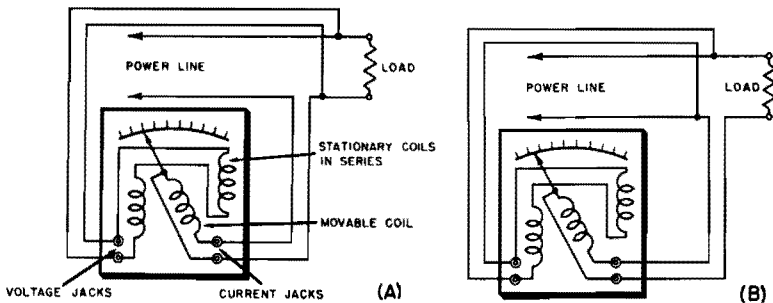 POWER LINE
LOAD
STATIONARY COILS
IN SERIES
MOVABLE COIL
VOLTAGE JACKS
CURRENT JACKS
(A)
POWER LINE
LOAD
(B)